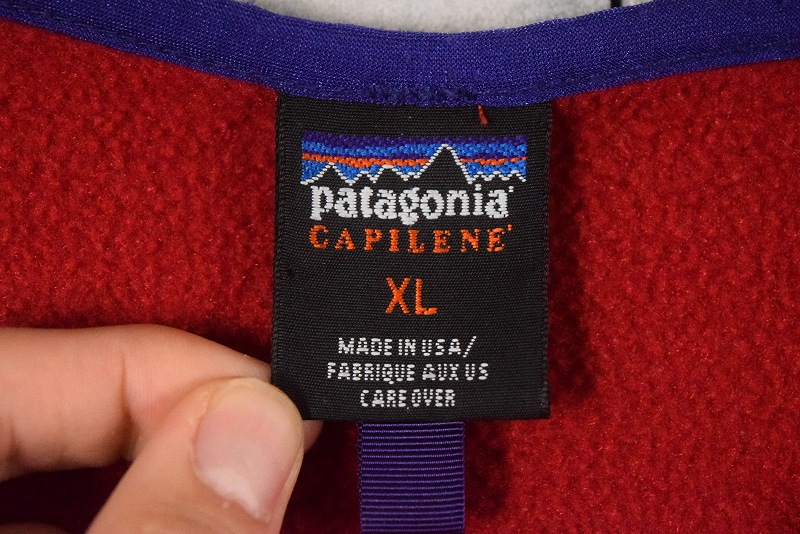 patagonia®
CAPILENE®
XL
MADE IN USA/
FABRIQUE AUX US
CARE OVER